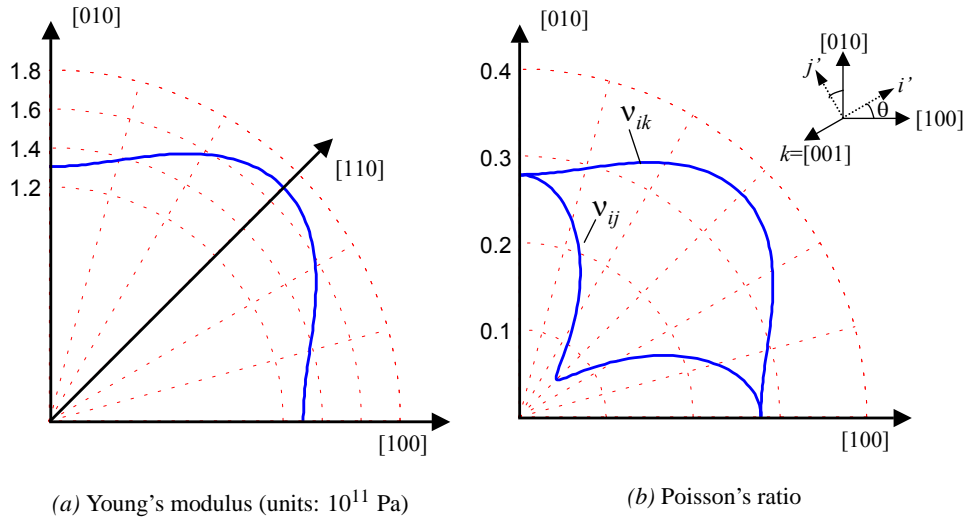 [010]
1.8
1.6
1.4
1.2
[110]
[100]
(a) Young's modulus (units: 10¹¹ Pa)
[010]
0.4
0.3
0.2
0.1
ν_ik
ν_ij
[100]
[010]
j'
i'
θ
[100]
k=[001]
(b) Poisson's ratio